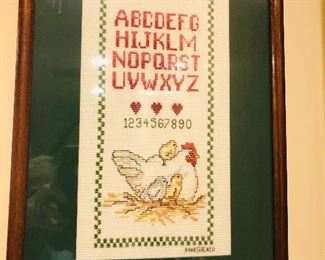 ABCDEFG
HIJKLM
NOPQRST
UVWXYZ
1234567890